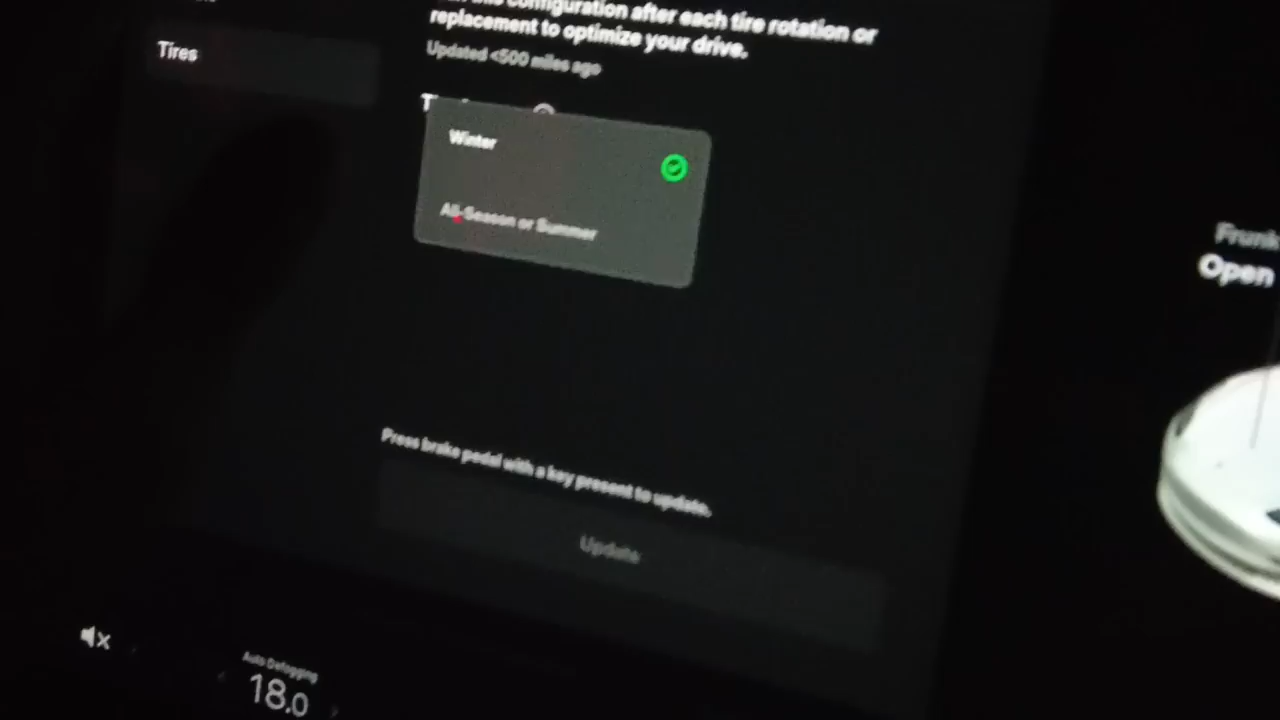 configuration after each tire rotation or
replacement to optimize your drive.
Updated <500 miles ago
Tires
Winter
All-Season or Summer
Press brake pedal with a key present to update.
Update
Frunk
Open
Auto Defogging
18.0